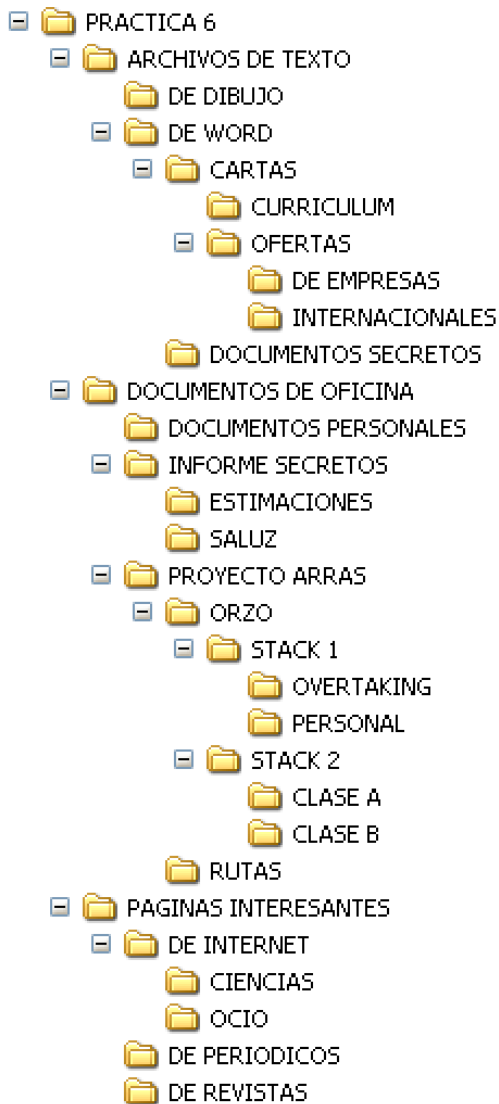 PRACTICA 6
ARCHIVOS DE TEXTO
DE DIBUJO
DE WORD
CARTAS
CURRICULUM
OFERTAS
DE EMPRESAS
INTERNACIONALES
DOCUMENTOS SECRETOS
DOCUMENTOS DE OFICINA
DOCUMENTOS PERSONALES
INFORME SECRETOS
ESTIMACIONES
SALUZ
PROYECTO ARRAS
ORZO
STACK 1
OVERTAKING
PERSONAL
STACK 2
CLASE A
CLASE B
RUTAS
PAGINAS INTERESANTES
DE INTERNET
CIENCIAS
OCIO
DE PERIODICOS
DE REVISTAS